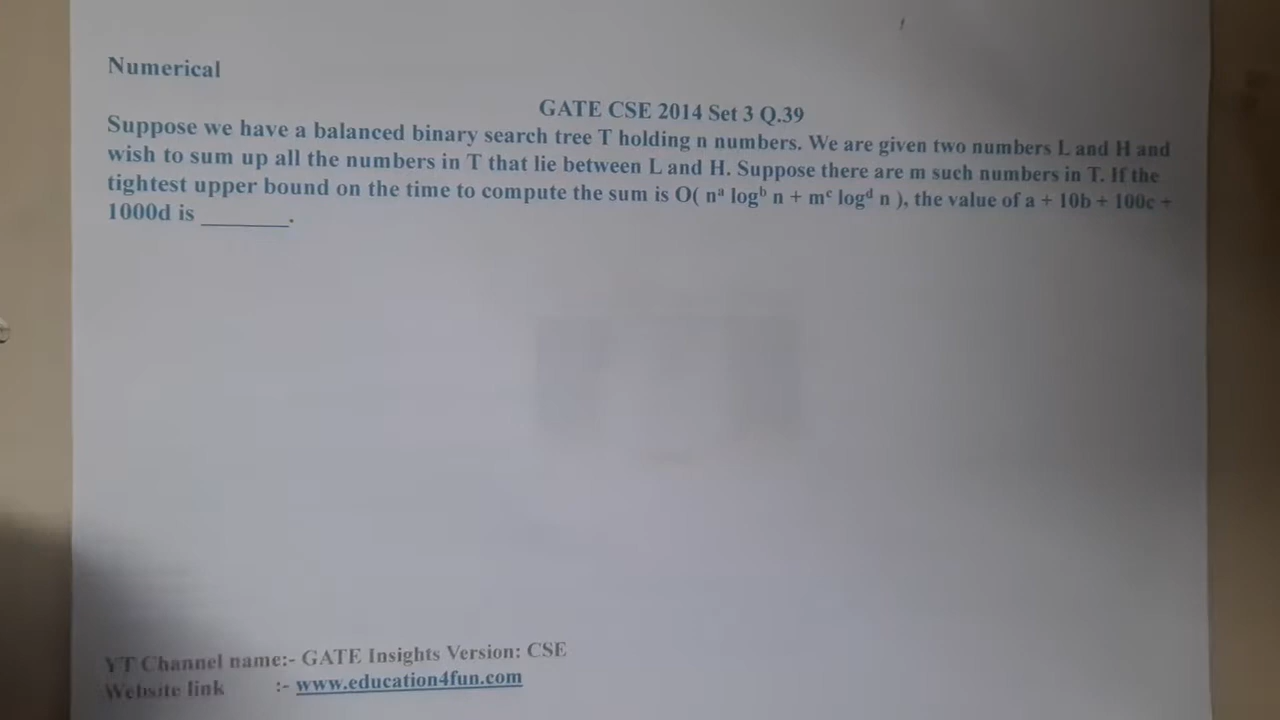 Numerical
GATE CSE 2014 Set 3 Q.39
Suppose we have a balanced binary search tree T holding n numbers. We are given two numbers L and H and
wish to sum up all the numbers in T that lie between L and H. Suppose there are m such numbers in T. If the
tightest upper bound on the time to compute the sum is O( nᵃ logᵇ n + mᶜ logᵈ n ), the value of a + 10b + 100c +
1000d is _______.
YT Channel name:- GATE Insights Version: CSE
Website link :- www.education4fun.com